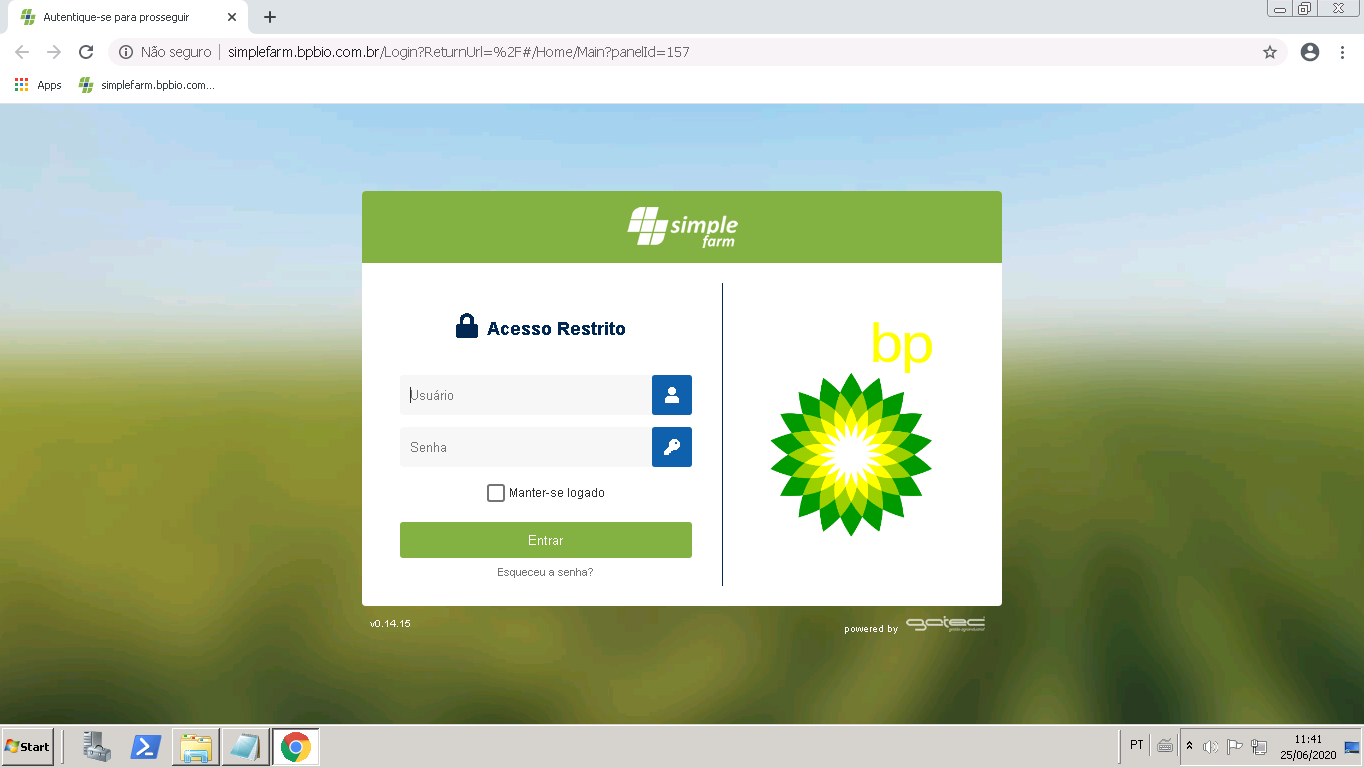 Autentique-se para prosseguir
Não seguro | simplefarm.bpbio.com.br/Login?ReturnUrl=%2F#/Home/Main?panelId=157
Apps simplefarm.bpbio.com...
simple
farm
Acesso Restrito
bp
Usuário
Senha
Manter-se logado
Entrar
Esqueceu a senha?
v0.14.15
powered by gatec
Start
PT
11:41
25/06/2020